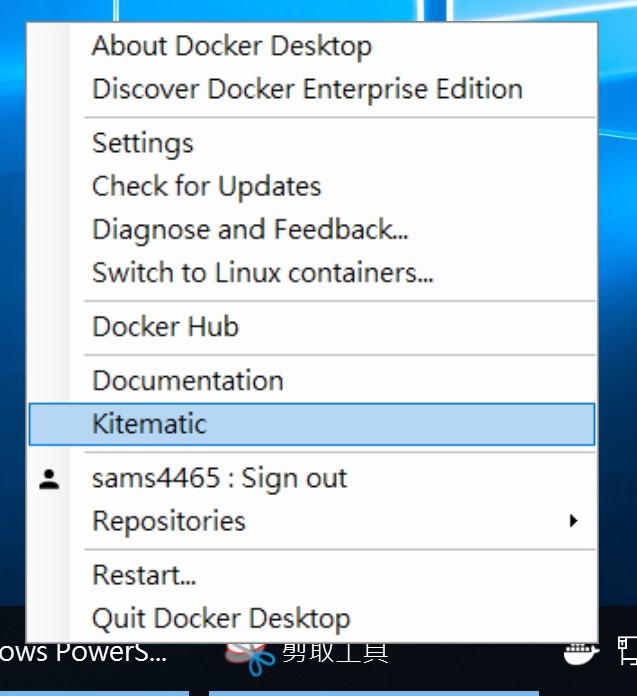 About Docker Desktop
Discover Docker Enterprise Edition
Settings
Check for Updates
Diagnose and Feedback...
Switch to Linux containers...
Docker Hub
Documentation
Kitematic
sams4465 : Sign out
Repositories
Restart...
Quit Docker Desktop
ows PowerS... 剪取工具